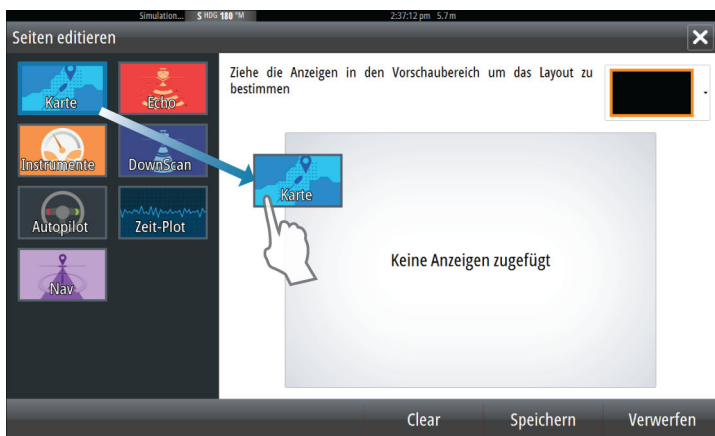 Simulation... S HDG 180 °M 2:37:12 pm 5.7 m
Seiten editieren
Ziehe die Anzeigen in den Vorschaubereich um das Layout zu
bestimmen
Karte
Echo
Instrumente
DownScan
Karte
Autopilot
Zeit-Plot
Nav
Keine Anzeigen zugefügt
Clear
Speichern
Verwerfen